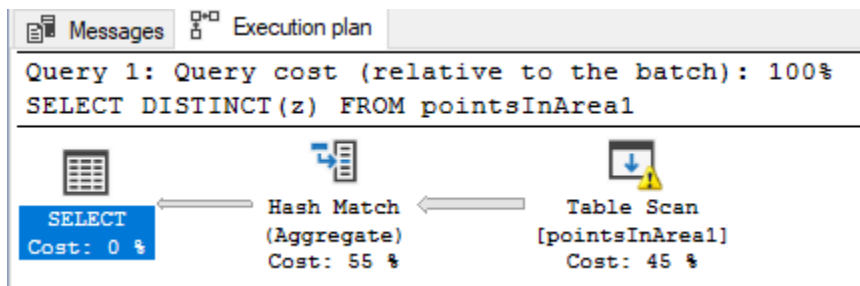 Messages
Execution plan
Query 1: Query cost (relative to the batch): 100%
SELECT DISTINCT(z) FROM pointsInArea1
SELECT
Cost: 0 %
Hash Match
(Aggregate)
Cost: 55 %
Table Scan
[pointsInArea1]
Cost: 45 %